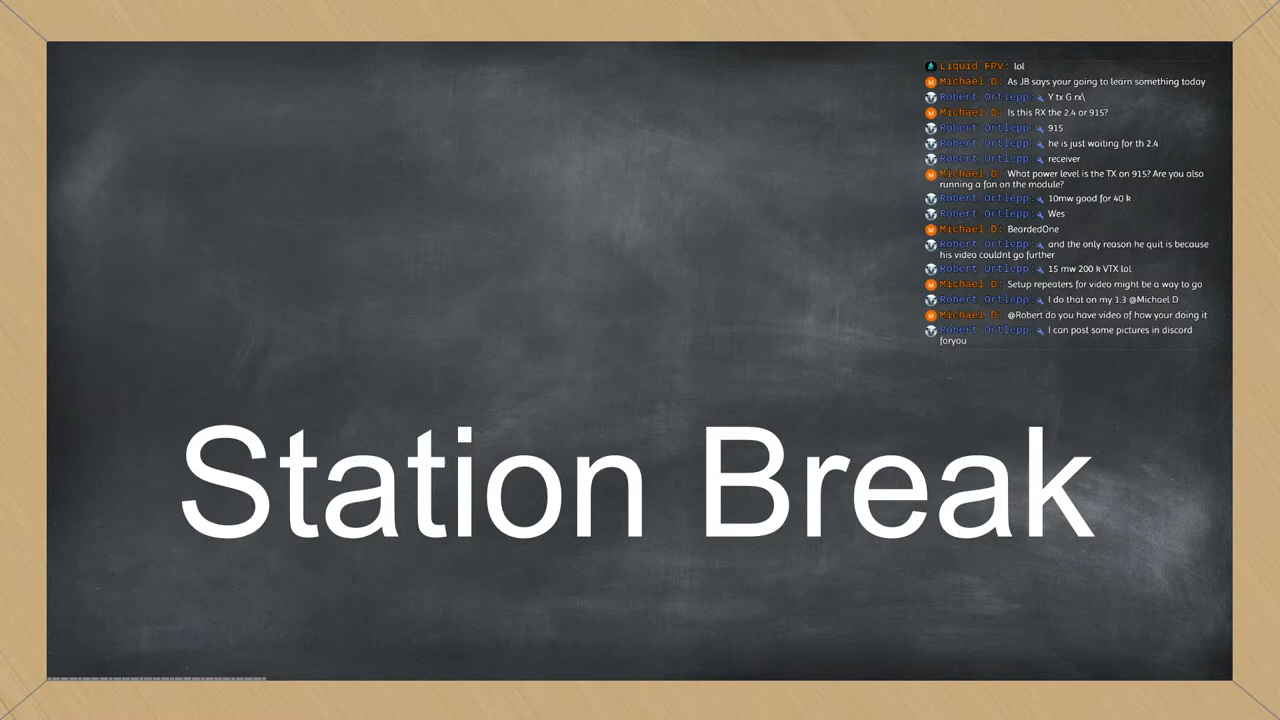 Liquid FPV: lol
Michael D: As JB says your going to learn something today
Robert Ortlepp: Y tx G rx\
Michael D: Is this RX the 2.4 or 915?
Robert Ortlepp: 915
Robert Ortlepp: he is just waiting for th 2.4
Robert Ortlepp: receiver
Michael D: What power level is the TX on 915? Are you also
running a fan on the module?
Robert Ortlepp: 10mw good for 40 k
Robert Ortlepp: Wes
Michael D: BeardedOne
Robert Ortlepp: and the only reason he quit is because
his video couldnt go further
Robert Ortlepp: 15 mw 200 k VTX lol
Michael D: Setup repeaters for video might be a way to go
Robert Ortlepp: I do that on my 1.3 @Michael D
Michael D: @Robert do you have video of how your doing it
Robert Ortlepp: I can post some pictures in discord
foryou
Station Break